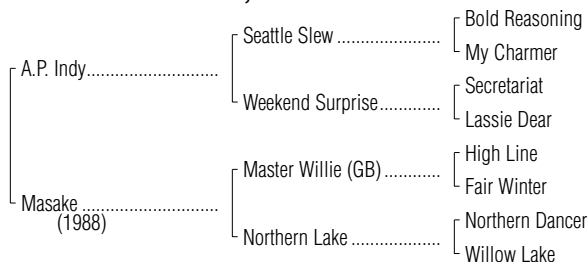 Bold Reasoning
Seattle Slew ..................
My Charmer
A.P. Indy.......................
Secretariat
Weekend Surprise.............
Lassie Dear
High Line
Master Willie (GB) ............
Fair Winter
Masake ........................
(1988)
Northern Dancer
Northern Lake ................
Willow Lake